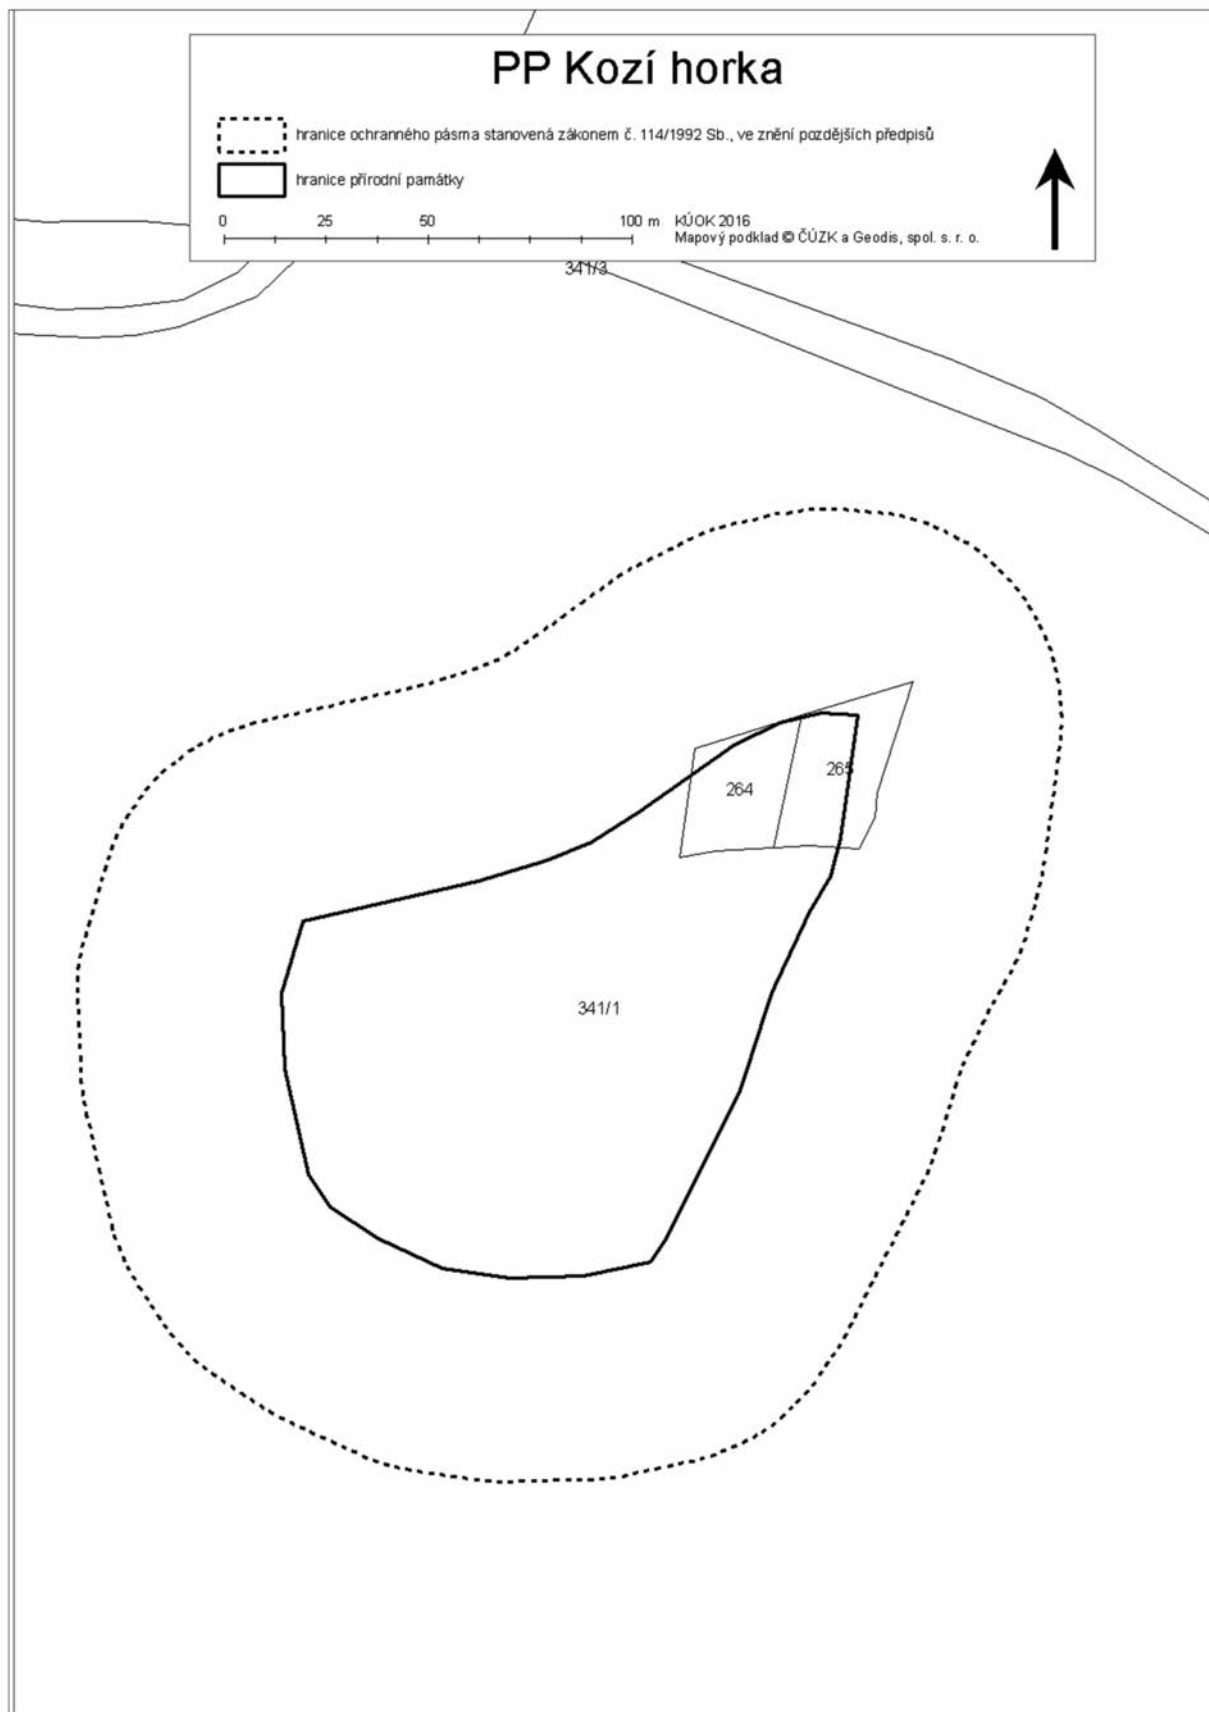 PP Kozí horka
hranice ochranného pásma stanovená zákonem č. 114/1992 Sb., ve znění pozdějších předpisů
hranice přírodní památky
0 25 50 100 m KÚOK 2016
Mapový podklad © ČÚZK a Geodis, spol. s. r. o.
341/3
265
264
341/1